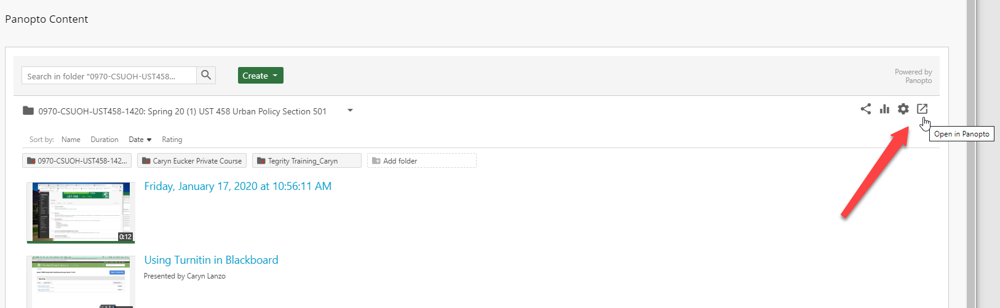 Panopto Content
Search in folder "0970-CSUOH-UST458...
Create
Powered by
Panopto
0970-CSUOH-UST458-1420: Spring 20 (1) UST 458 Urban Policy Section 501
Open in Panopto
Sort by: Name Duration Date Rating
0970-CSUOH-UST458-142... Caryn Eucker Private Course Tegrity Training_Caryn Add folder
Friday, January 17, 2020 at 10:56:11 AM
UST 458
0:12
Using Turnitin in Blackboard
Presented by Caryn Lanzo